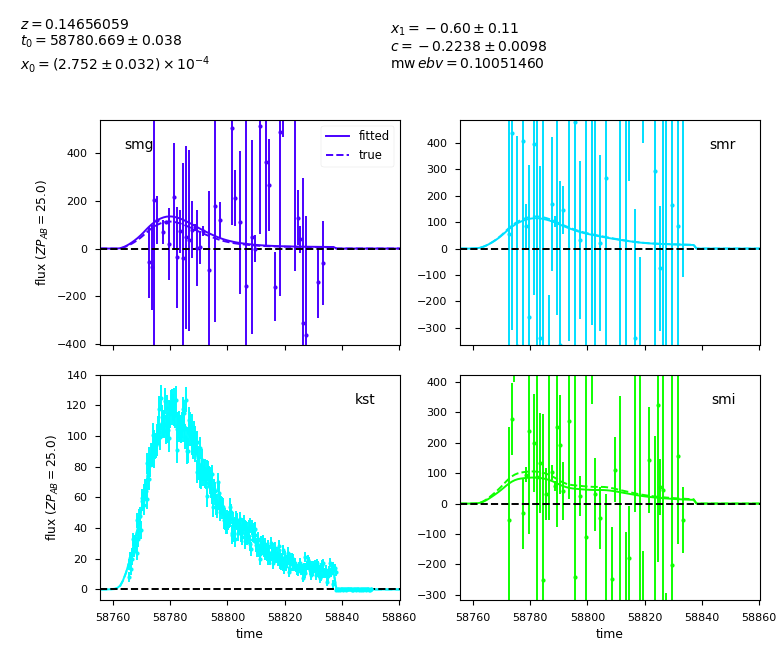 z = 0.14656059
t₀ = 58780.669 ± 0.038
x₀ = (2.752 ± 0.032) × 10⁻⁴
x₁ = −0.60 ± 0.11
c = −0.2238 ± 0.0098
mw ebv = 0.10051460
smg
fitted
true
flux (ZP_AB = 25.0)
400
200
0
−200
−400
smr
400
300
200
100
0
−100
−200
−300
kst
flux (ZP_AB = 25.0)
140
120
100
80
60
40
20
0
58760 58780 58800 58820 58840 58860
time
smi
400
300
200
100
0
−100
−200
−300
58760 58780 58800 58820 58840 58860
time